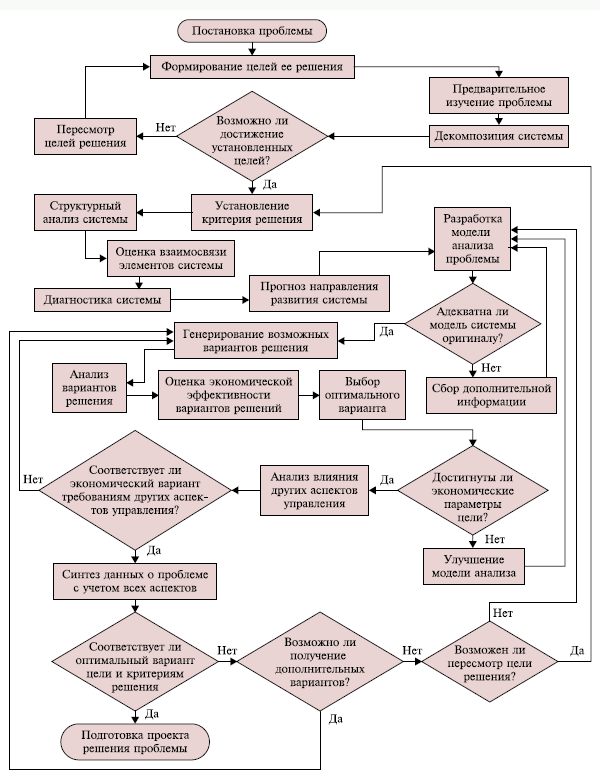 Постановка проблемы
Формирование целей ее решения
Предварительное
изучение проблемы
Декомпозиция системы
Возможно ли
достижение
установленных
целей?
Нет
Пересмотр
целей решения
Да
Установление
критерия решения
Структурный
анализ системы
Оценка взаимосвязи
элементов системы
Диагностика системы
Прогноз направления
развития системы
Разработка
модели
анализа
проблемы
Адекватна ли
модель системы
оригиналу?
Да
Нет
Сбор дополнительной
информации
Генерирование возможных
вариантов решения
Анализ
вариантов
решения
Оценка экономической
эффективности
вариантов решений
Выбор
оптимального
варианта
Достигнуты ли
экономические
параметры
цели?
Да
Нет
Улучшение
модели анализа
Анализ влияния
других аспектов
управления
Соответствует ли
экономический вариант
требованиям других аспек-
тов управления?
Нет
Да
Синтез данных о проблеме
с учетом всех аспектов
Соответствует ли
оптимальный вариант
цели и критериям
решения
Нет
Да
Подготовка проекта
решения проблемы
Возможно ли
получение
дополнительных
вариантов?
Нет
Да
Возможен ли
пересмотр цели
решения?
Нет
Да